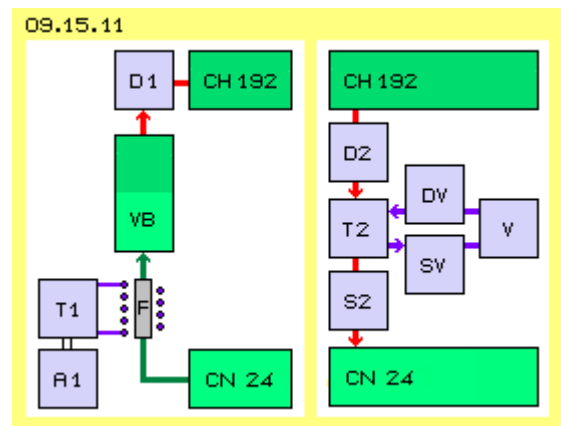 09.15.11
D1
CH 192
VB
T1
F
A1
CN 24
CH 192
D2
DV
T2
V
SV
S2
CN 24